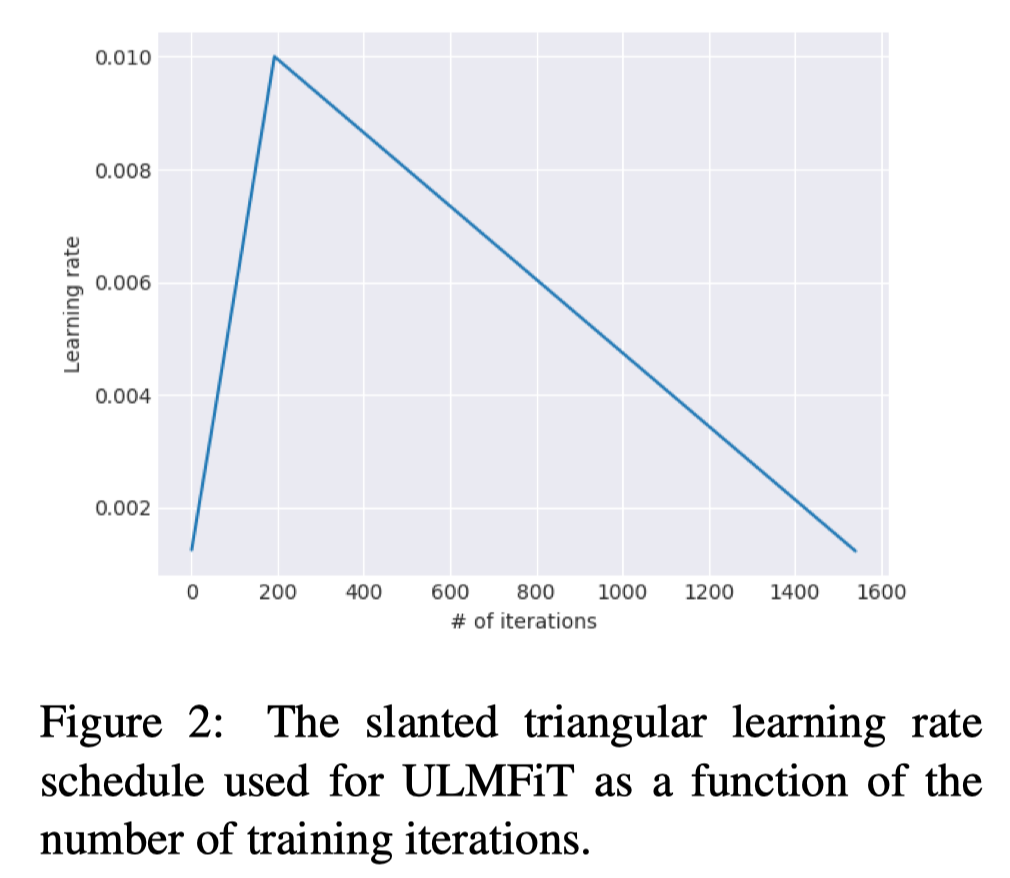 0.010
0.008
0.006
0.004
0.002
Learning rate
0 200 400 600 800 1000 1200 1400 1600
# of iterations
Figure 2: The slanted triangular learning rate
schedule used for ULMFiT as a function of the
number of training iterations.